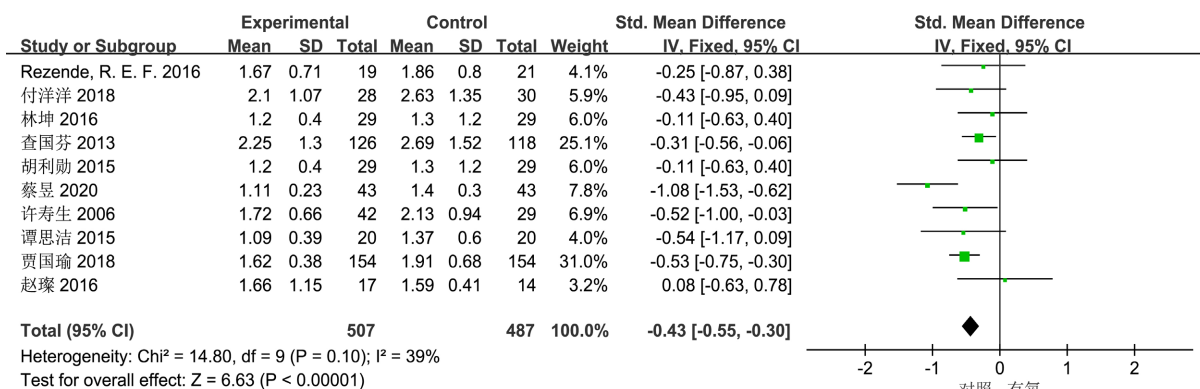 Experimental Control Std. Mean Difference Std. Mean Difference
Study or Subgroup Mean SD Total Mean SD Total Weight IV, Fixed, 95% CI IV, Fixed, 95% CI
Rezende, R. E. F. 2016 1.67 0.71 19 1.86 0.8 21 4.1% -0.25 [-0.87, 0.38]
付洋洋 2018 2.1 1.07 28 2.63 1.35 30 5.9% -0.43 [-0.95, 0.09]
林坤 2016 1.2 0.4 29 1.3 1.2 29 6.0% -0.11 [-0.63, 0.40]
查国芬 2013 2.25 1.3 126 2.69 1.52 118 25.1% -0.31 [-0.56, -0.06]
胡利勋 2015 1.2 0.4 29 1.3 1.2 29 6.0% -0.11 [-0.63, 0.40]
蔡昱 2020 1.11 0.23 43 1.4 0.3 43 7.8% -1.08 [-1.53, -0.62]
许寿生 2006 1.72 0.66 42 2.13 0.94 29 6.9% -0.52 [-1.00, -0.03]
谭思洁 2015 1.09 0.39 20 1.37 0.6 20 4.0% -0.54 [-1.17, 0.09]
贾国瑜 2018 1.62 0.38 154 1.91 0.68 154 31.0% -0.53 [-0.75, -0.30]
赵璨 2016 1.66 1.15 17 1.59 0.41 14 3.2% 0.08 [-0.63, 0.78]
Total (95% CI) 507 487 100.0% -0.43 [-0.55, -0.30]
Heterogeneity: Chi² = 14.80, df = 9 (P = 0.10); I² = 39%
Test for overall effect: Z = 6.63 (P < 0.00001)
-2 -1 0 1 2
对照 有氧